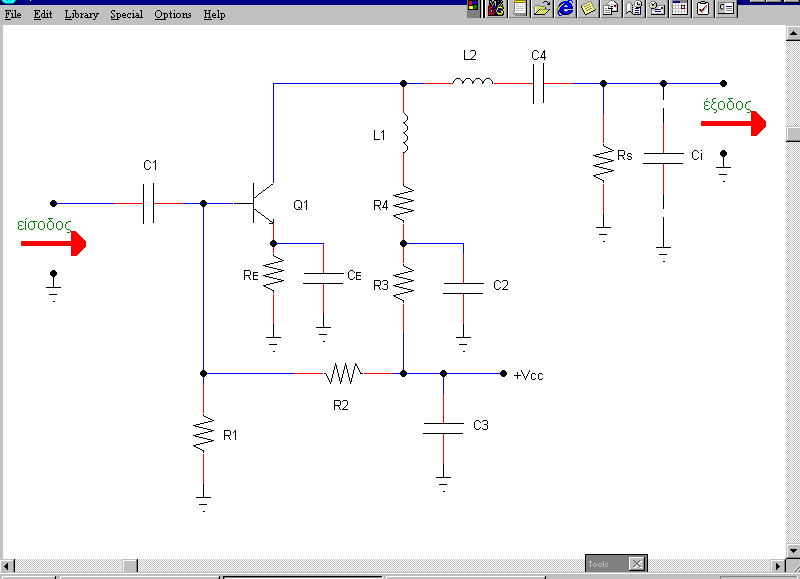 File Edit Library Special Options Help
L2
C4
έξοδος
L1
Rs
Ci
C1
Q1
R4
είσοδος
RE
CE
R3
C2
+Vcc
R2
R1
C3
Tools